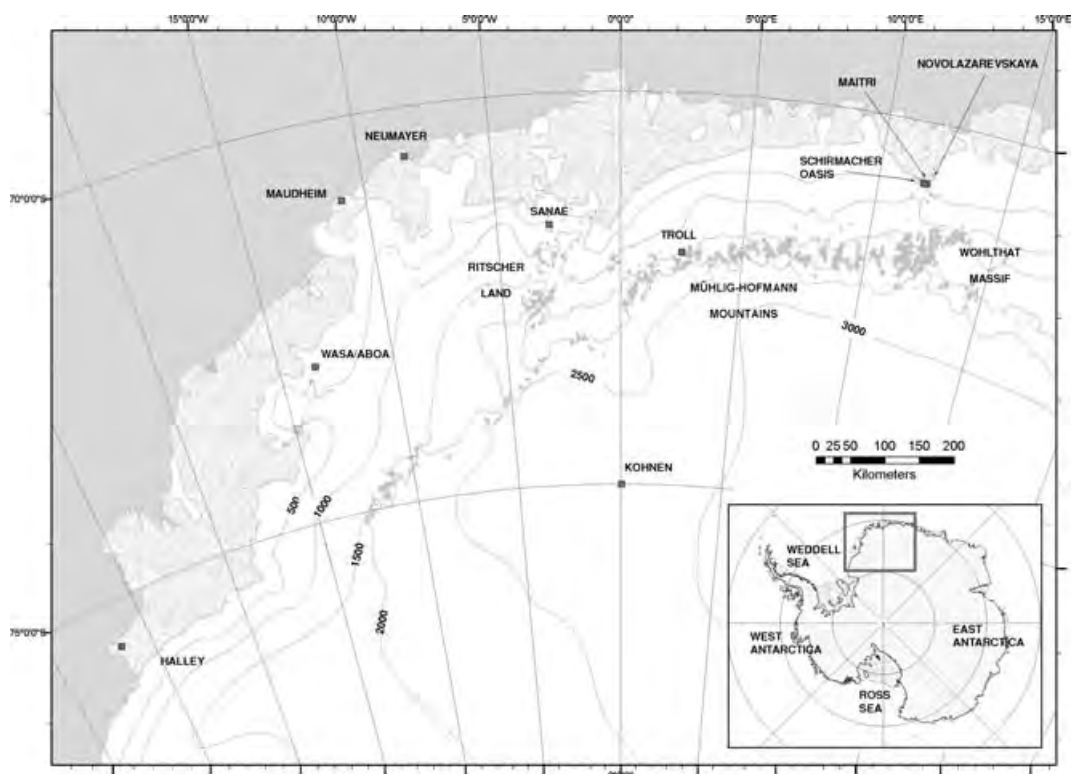 15°0'0"W
10°0'0"W
5°0'0"W
0°0'0"
5°0'0"E
10°0'0"E
15°0'0"E
NOVOLAZAREVSKAYA
MAITRI
NEUMAYER
SCHIRMACHER
OASIS
MAUDHEIM
70°0'0"S
SANAE
TROLL
RITSCHER
LAND
WOHLTHAT
MASSIF
MÜHLIG-HOFMANN
MOUNTAINS
3000
WASA/ABOA
2500
0 25 50 100 150 200
Kilometers
KOHNEN
500
1000
1500
2000
WEDDELL
SEA
WEST
ANTARCTICA
EAST
ANTARCTICA
ROSS
SEA
75°0'0"S
HALLEY